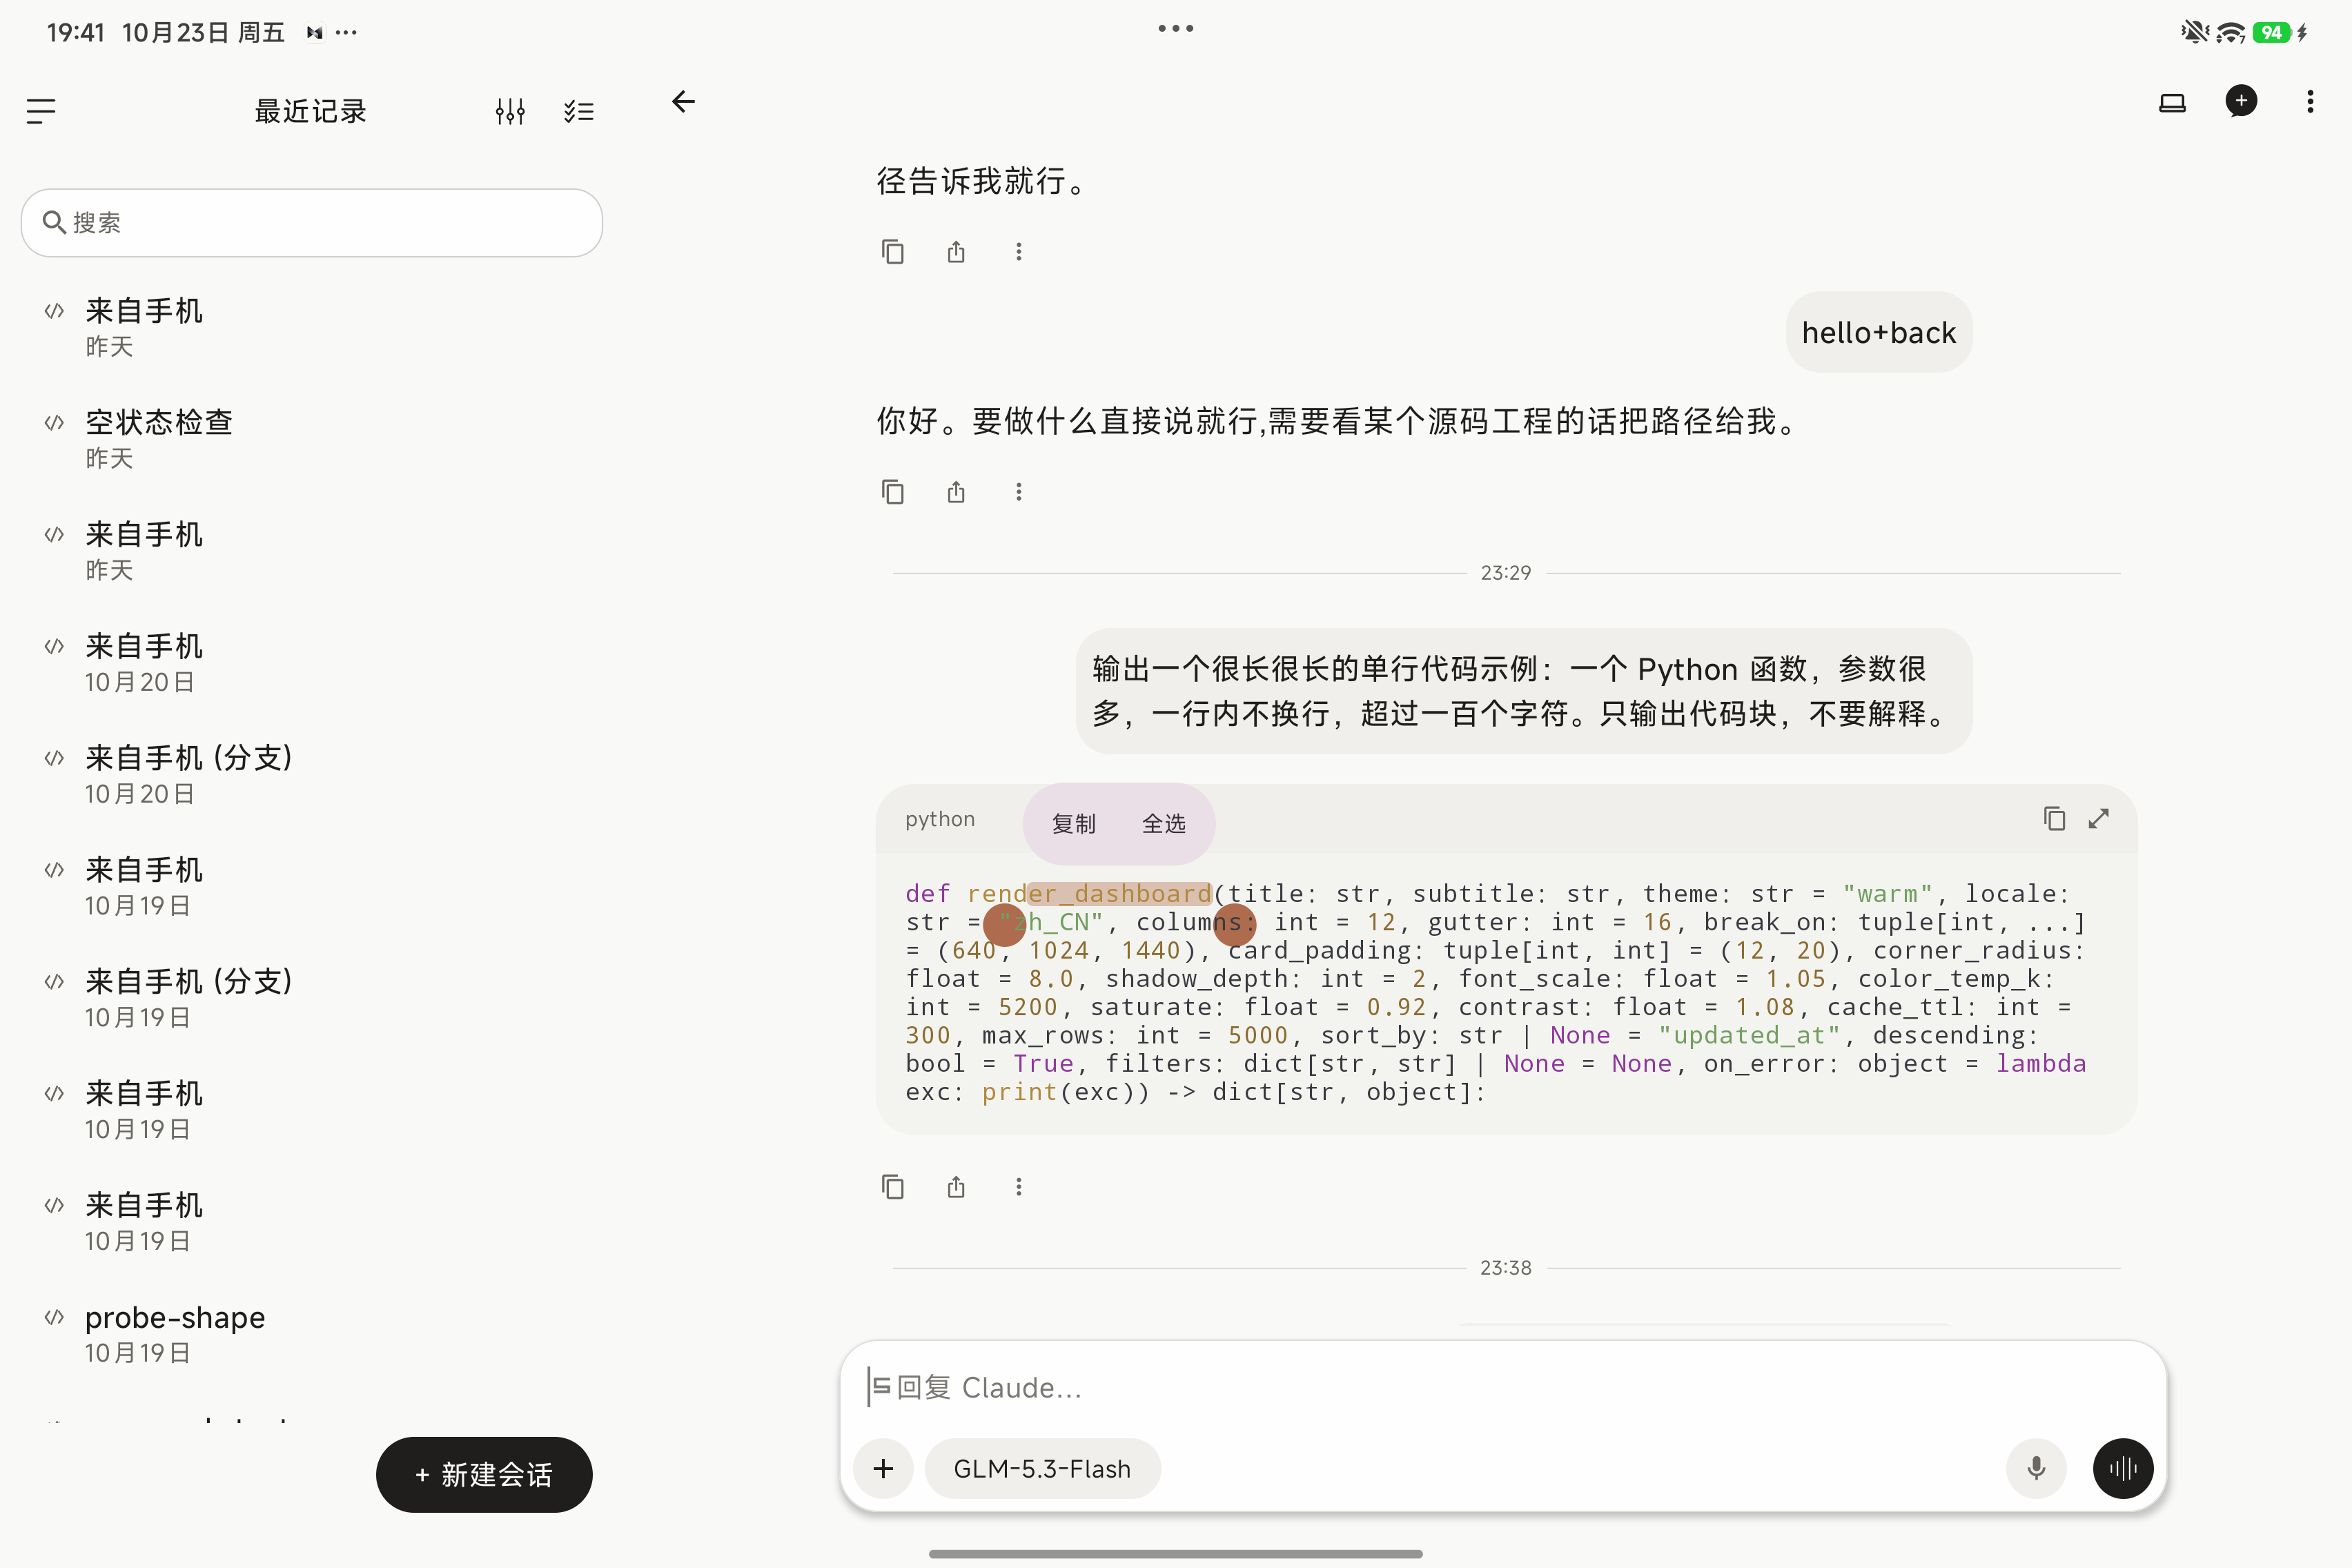 19:41 10月23日 周五
94
最近记录
搜索
来自手机
昨天
空状态检查
昨天
来自手机
昨天
来自手机
10月20日
来自手机 (分支)
10月20日
来自手机
10月19日
来自手机 (分支)
10月19日
来自手机
10月19日
来自手机
10月19日
probe-shape
10月19日
+ 新建会话
径告诉我就行。
hello+back
你好。要做什么直接说就行,需要看某个源码工程的话把路径给我。
23:29
输出一个很长很长的单行代码示例：一个 Python 函数，参数很
多，一行内不换行，超过一百个字符。只输出代码块，不要解释。
python
复制 全选
def render_dashboard(title: str, subtitle: str, theme: str = "warm", locale:
str = "zh_CN", columns: int = 12, gutter: int = 16, break_on: tuple[int, ...]
= (640, 1024, 1440), card_padding: tuple[int, int] = (12, 20), corner_radius:
float = 8.0, shadow_depth: int = 2, font_scale: float = 1.05, color_temp_k:
int = 5200, saturate: float = 0.92, contrast: float = 1.08, cache_ttl: int =
300, max_rows: int = 5000, sort_by: str | None = "updated_at", descending:
bool = True, filters: dict[str, str] | None = None, on_error: object = lambda
exc: print(exc)) -> dict[str, object]:
23:38
回复 Claude...
GLM-5.3-Flash